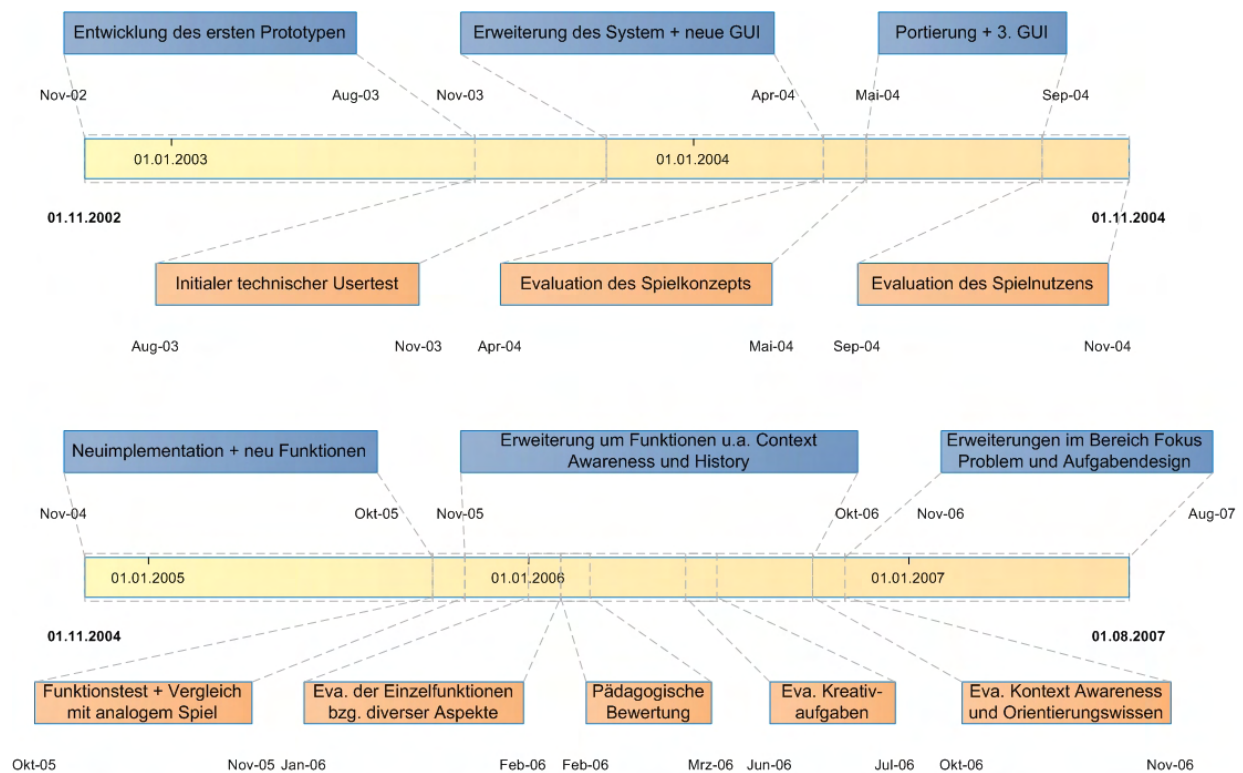 Entwicklung des ersten Prototypen
Erweiterung des System + neue GUI
Portierung + 3. GUI
Nov-02
Aug-03
Nov-03
Apr-04
Mai-04
Sep-04
01.01.2003
01.01.2004
01.11.2002
01.11.2004
Initialer technischer Usertest
Evaluation des Spielkonzepts
Evaluation des Spielnutzens
Aug-03
Nov-03
Apr-04
Mai-04
Sep-04
Nov-04
Neuimplementation + neu Funktionen
Erweiterung um Funktionen u.a. Context
Awareness und History
Erweiterungen im Bereich Fokus
Problem und Aufgabendesign
Nov-04
Okt-05
Nov-05
Okt-06
Nov-06
Aug-07
01.01.2005
01.01.2006
01.01.2007
01.11.2004
01.08.2007
Funktionstest + Vergleich
mit analogem Spiel
Eva. der Einzelfunktionen
bzg. diverser Aspekte
Pädagogische
Bewertung
Eva. Kreativ-
aufgaben
Eva. Kontext Awareness
und Orientierungswissen
Okt-05
Nov-05
Jan-06
Feb-06
Feb-06
Mrz-06
Jun-06
Jul-06
Okt-06
Nov-06